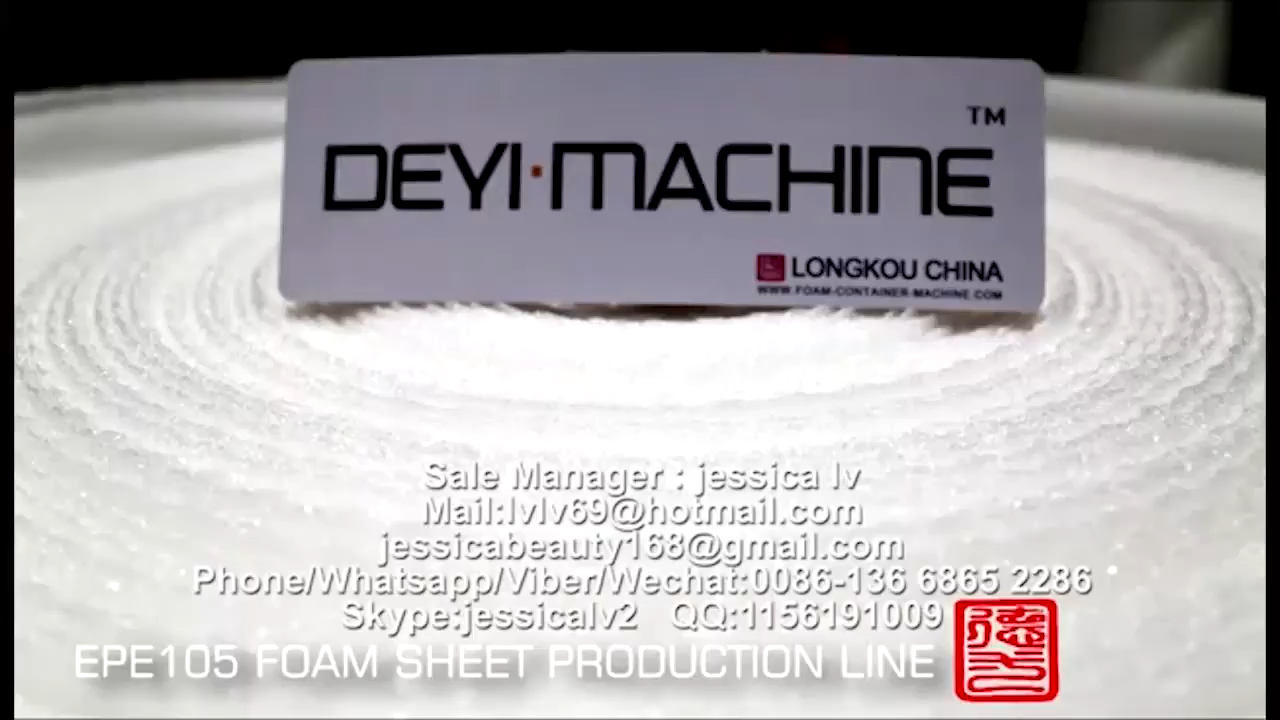 TM
DEYI·MACHINE
LONGKOU CHINA
WWW.FOAM-CONTAINER-MACHINE.COM
Sale Manager : jessica lv
Mail:lvlv69@hotmail.com
jessicabeauty168@gmail.com
Phone/Whatsapp/Viber/Wechat:0086-136 6865 2286
Skype:jessicalv2 QQ:1156191009
EPE105 FOAM SHEET PRODUCTION LINE